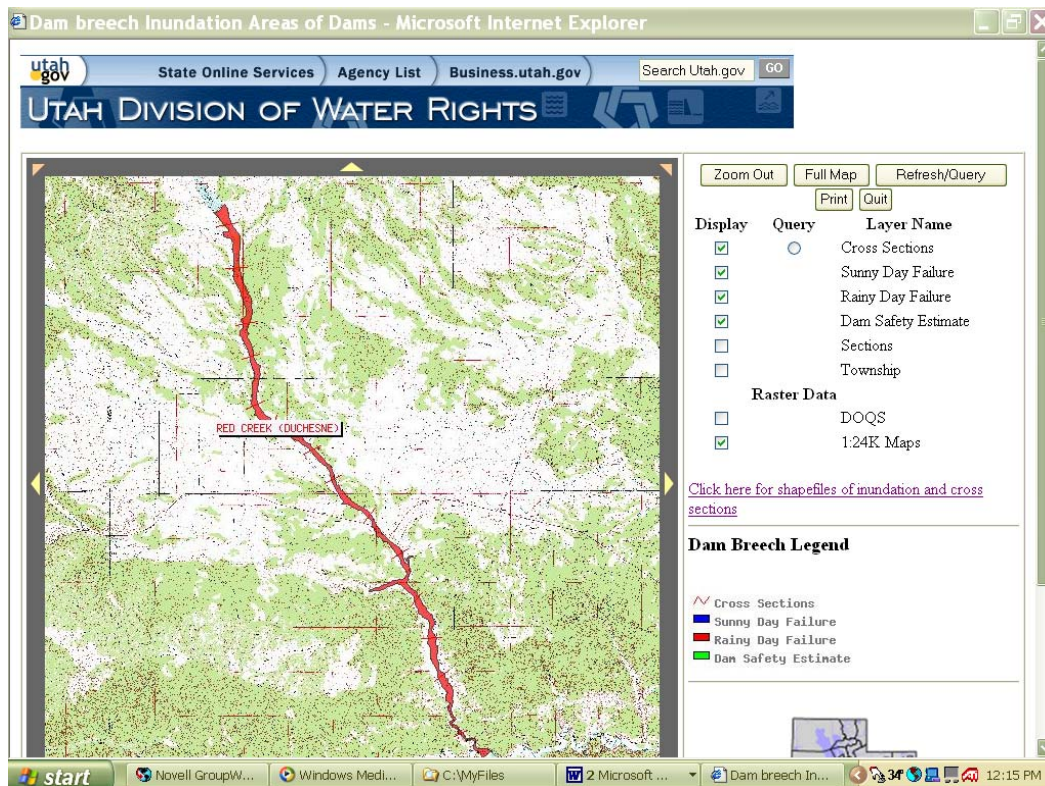 Dam breech Inundation Areas of Dams - Microsoft Internet Explorer
utah gov
State Online Services Agency List Business.utah.gov Search Utah.gov GO
UTAH DIVISION OF WATER RIGHTS
Zoom Out Full Map Refresh/Query
Print Quit
Display Query Layer Name
Cross Sections
Sunny Day Failure
Rainy Day Failure
Dam Safety Estimate
Sections
Township
Raster Data
DOQS
1:24K Maps
RED CREEK (DUCHESNE)
Click here for shapefiles of inundation and cross
sections
Dam Breech Legend
Cross Sections
Sunny Day Failure
Rainy Day Failure
Dam Safety Estimate
start Novell GroupW... Windows Medi... C:\MyFiles 2 Microsoft ... Dam breech In... 34° 12:15 PM